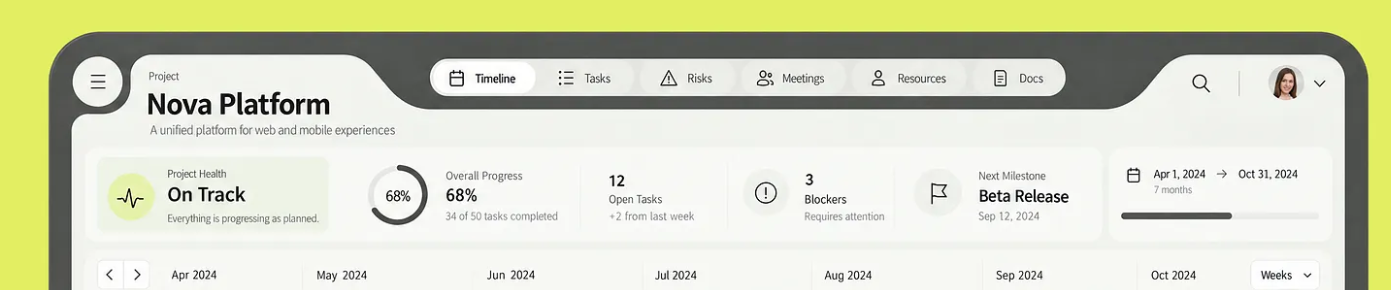 Project
Nova Platform
A unified platform for web and mobile experiences
Timeline
Tasks
Risks
Meetings
Resources
Docs
Project Health
On Track
Everything is progressing as planned.
68%
Overall Progress
68%
34 of 50 tasks completed
12
Open Tasks
+2 from last week
3
Blockers
Requires attention
Next Milestone
Beta Release
Sep 12, 2024
Apr 1, 2024 → Oct 31, 2024
7 months
Apr 2024
May 2024
Jun 2024
Jul 2024
Aug 2024
Sep 2024
Oct 2024
Weeks